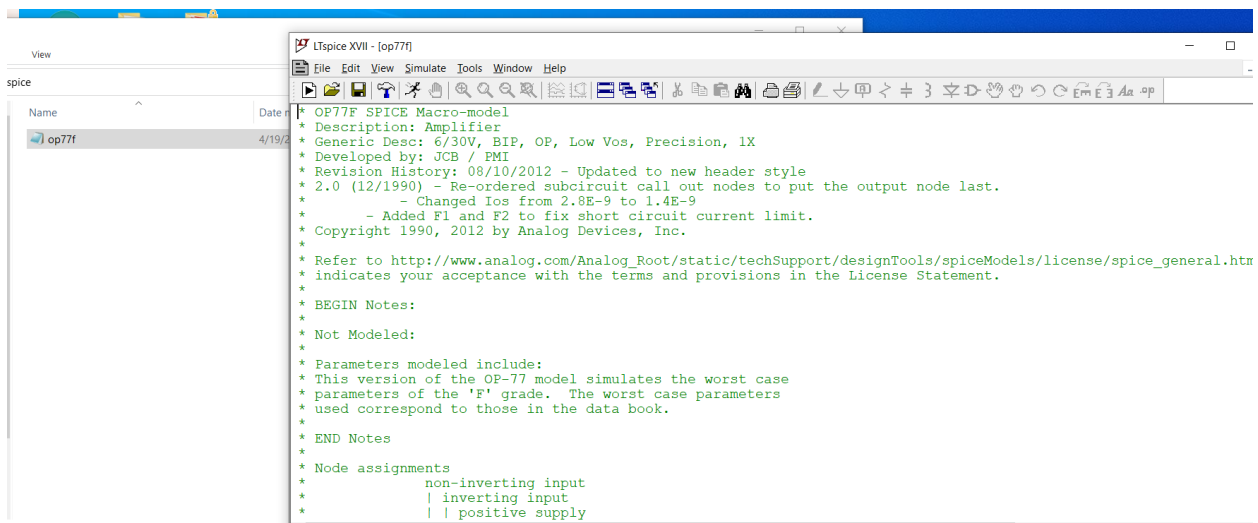 View
spice
Name
Date
op77f
4/19/2
LTspice XVII - [op77f]
File Edit View Simulate Tools Window Help
* OP77F SPICE Macro-model
* Description: Amplifier
* Generic Desc: 6/30V, BIP, OP, Low Vos, Precision, 1X
* Developed by: JCB / PMI
* Revision History: 08/10/2012 - Updated to new header style
* 2.0 (12/1990) - Re-ordered subcircuit call out nodes to put the output node last.
* - Changed Ios from 2.8E-9 to 1.4E-9
* - Added F1 and F2 to fix short circuit current limit.
* Copyright 1990, 2012 by Analog Devices, Inc.
*
* Refer to http://www.analog.com/Analog_Root/static/techSupport/designTools/spiceModels/license/spice_general.htm
* indicates your acceptance with the terms and provisions in the License Statement.
*
* BEGIN Notes:
*
* Not Modeled:
*
* Parameters modeled include:
* This version of the OP-77 model simulates the worst case
* parameters of the 'F' grade. The worst case parameters
* used correspond to those in the data book.
*
* END Notes
*
* Node assignments
* non-inverting input
* | inverting input
* | | positive supply